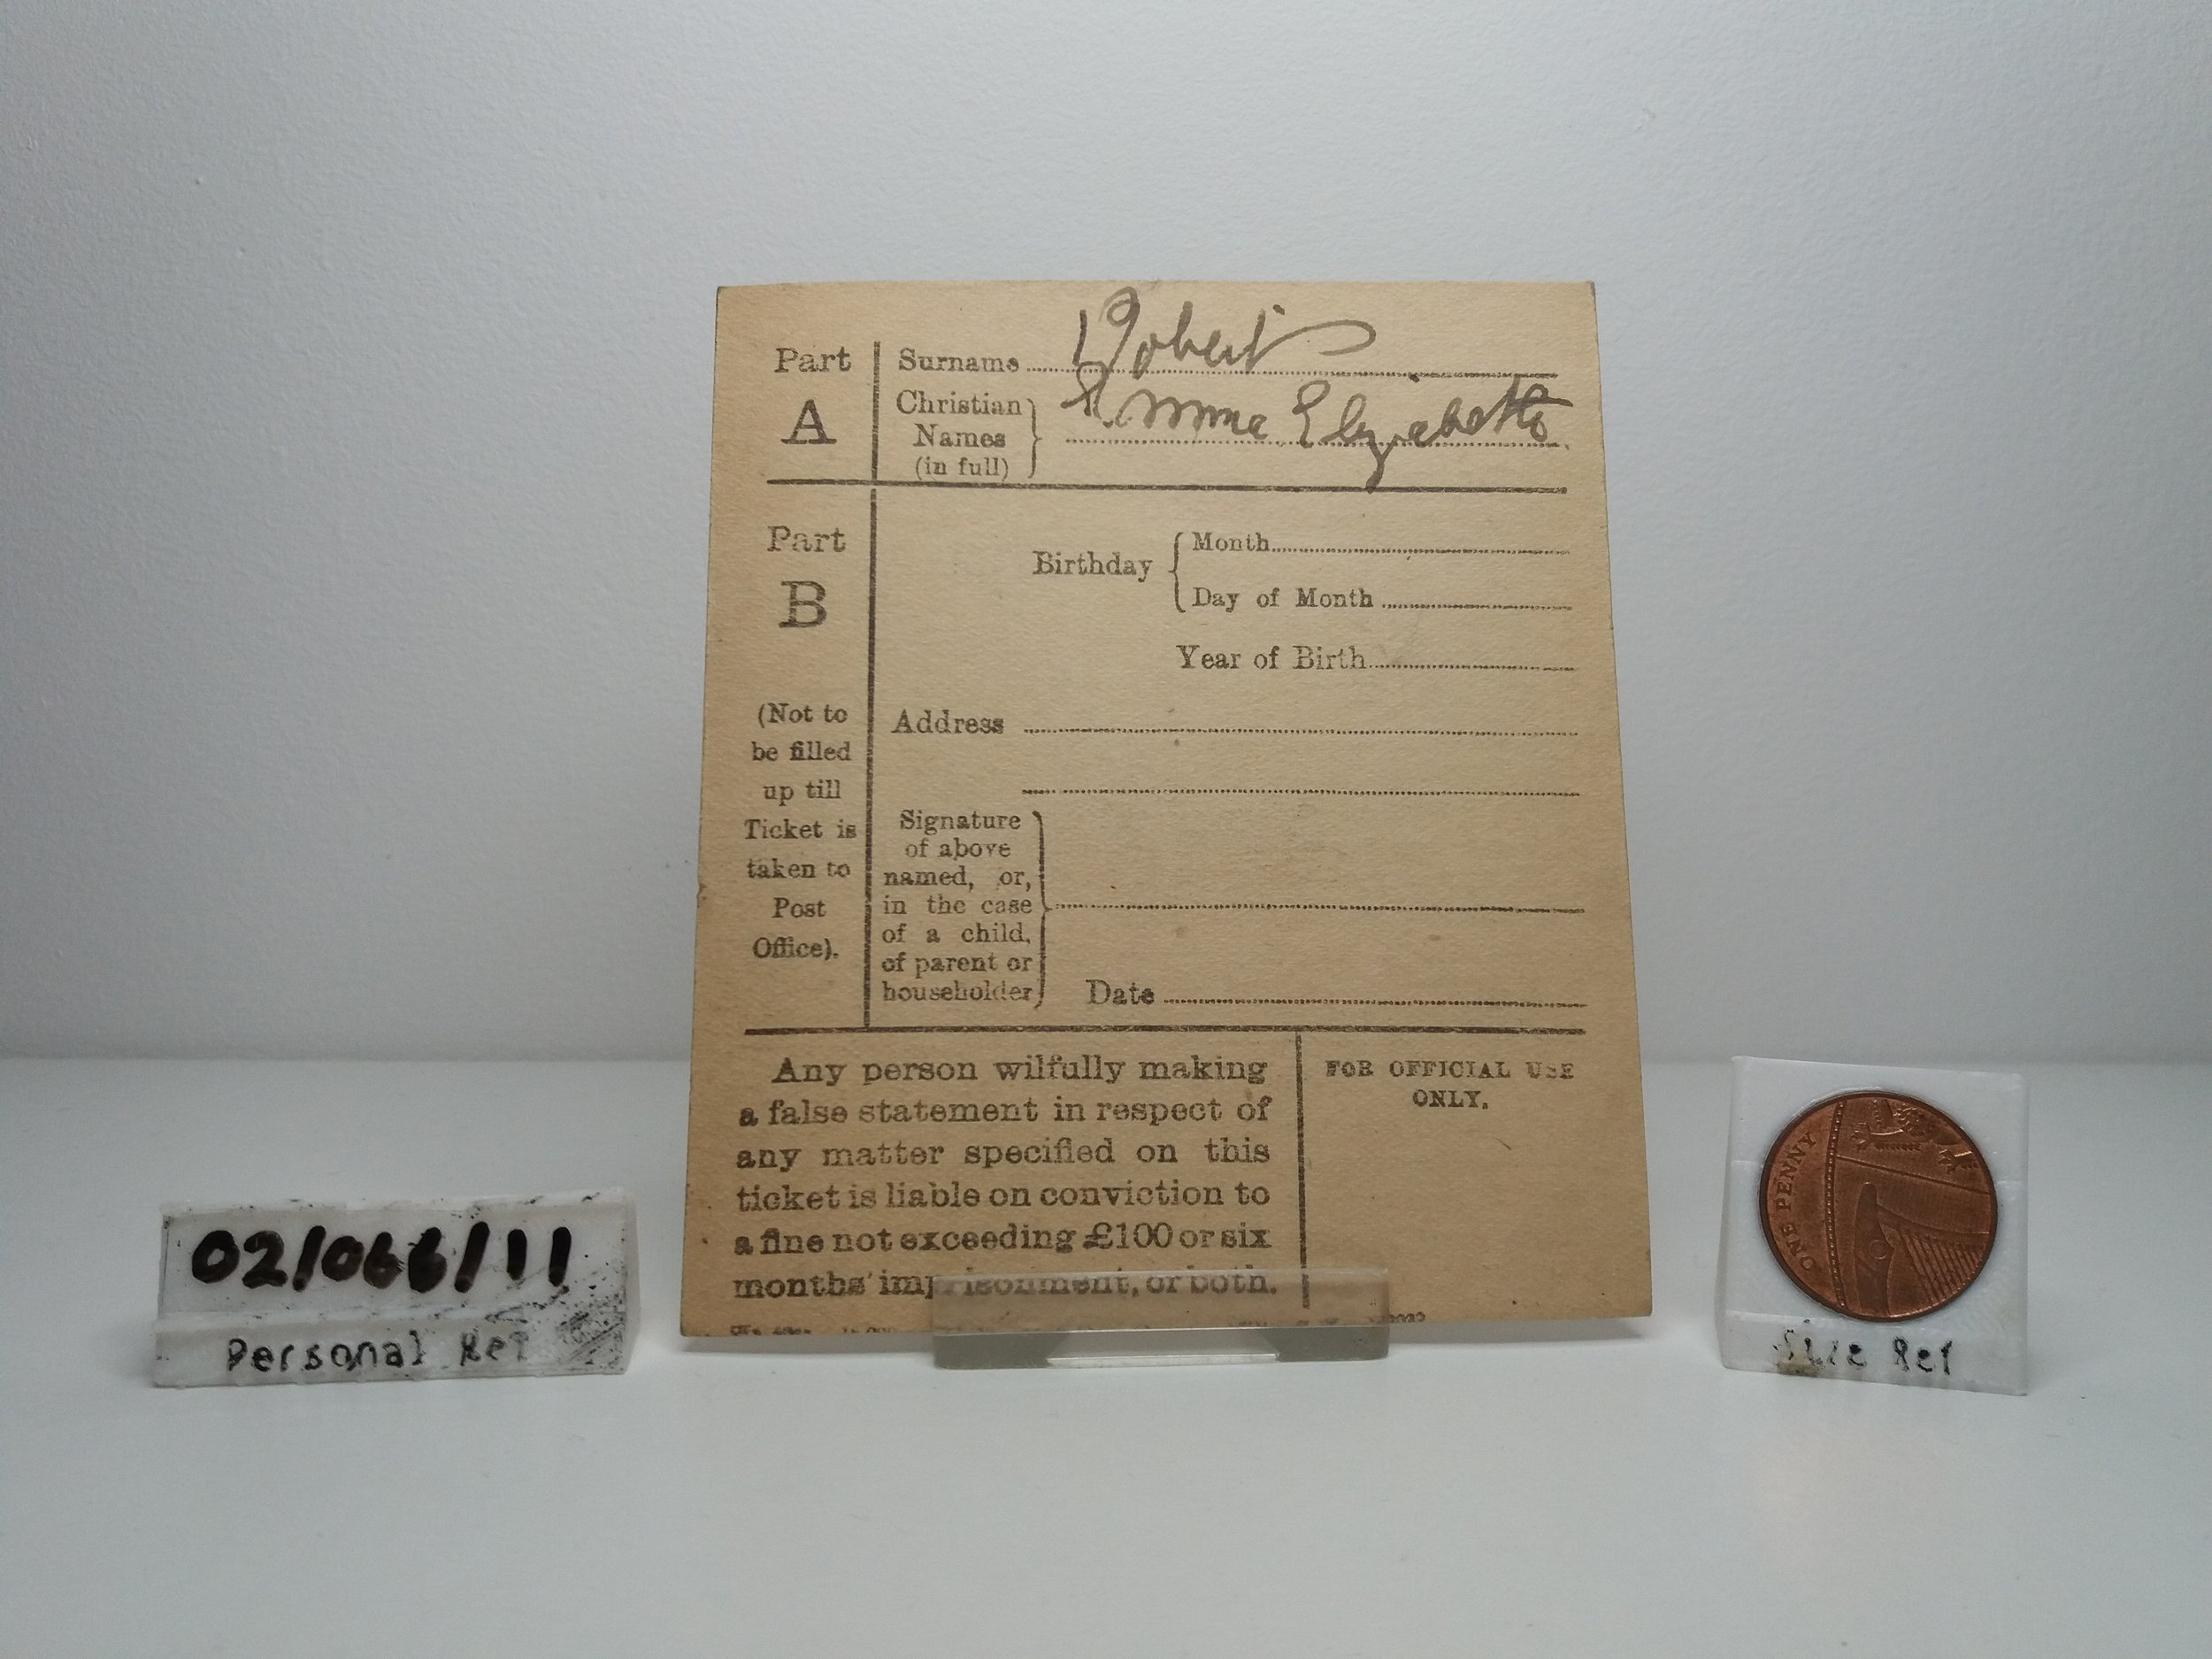 Part
A
Surname
Christian
Names
(in full)
Elizabeth
Part
B
(Not to
be filled
up till
Ticket is
taken to
Post
Office).
Birthday
Month
Day of Month
Year of Birth
Address
Signature
of above
named, or,
in the case
of a child,
of parent or
householder
Date
Any person wilfully making
a false statement in respect of
any matter specified on this
ticket is liable on conviction to
a fine not exceeding £100 or six
months' imprisonment, or both.
FOR OFFICIAL USE
ONLY.
02/066/11
Personal Ref
ONE PENNY
Size Ref